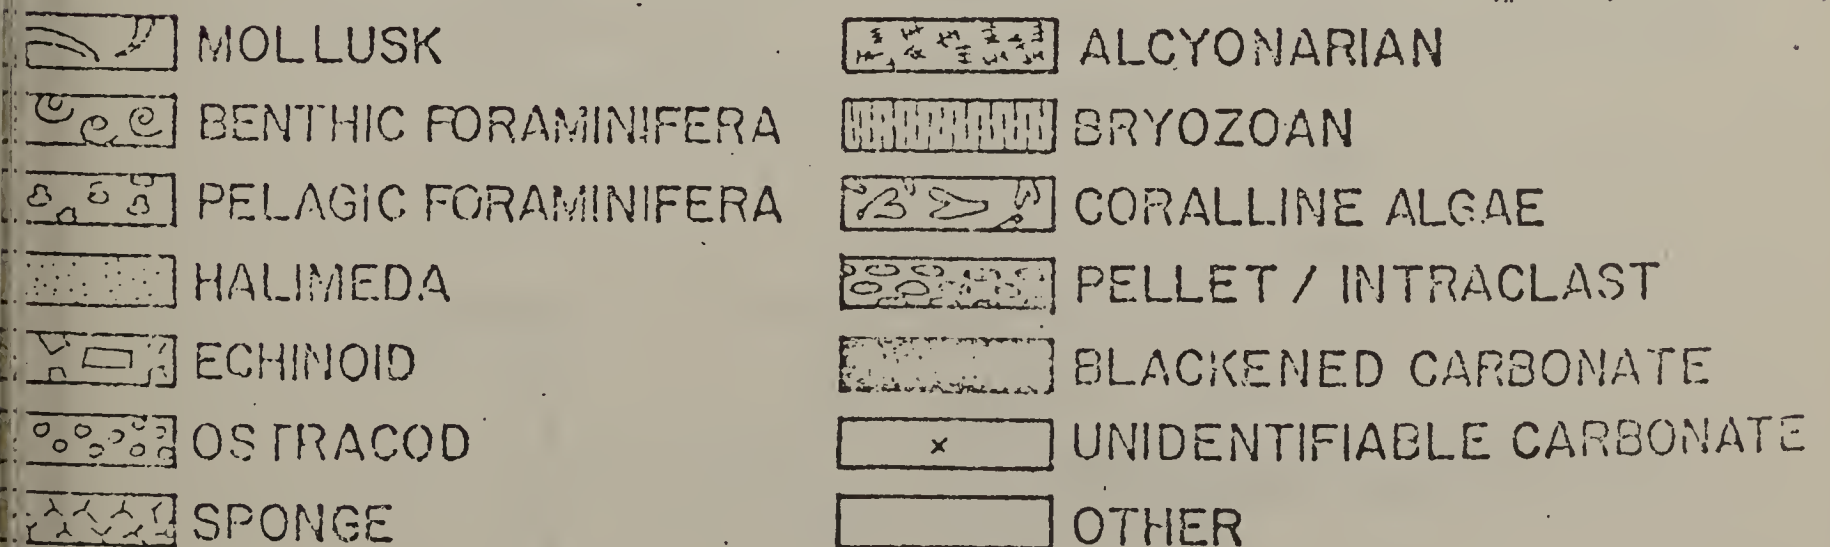 MOLLUSK
BENTHIC FORAMINIFERA
PELAGIC FORAMINIFERA
HALIMEDA
ECHINOID
OSTRACOD
SPONGE
ALCYONARIAN
BRYOZOAN
CORALLINE ALGAE
PELLET / INTRACLAST
BLACKENED CARBONATE
x UNIDENTIFIABLE CARBONATE
OTHER